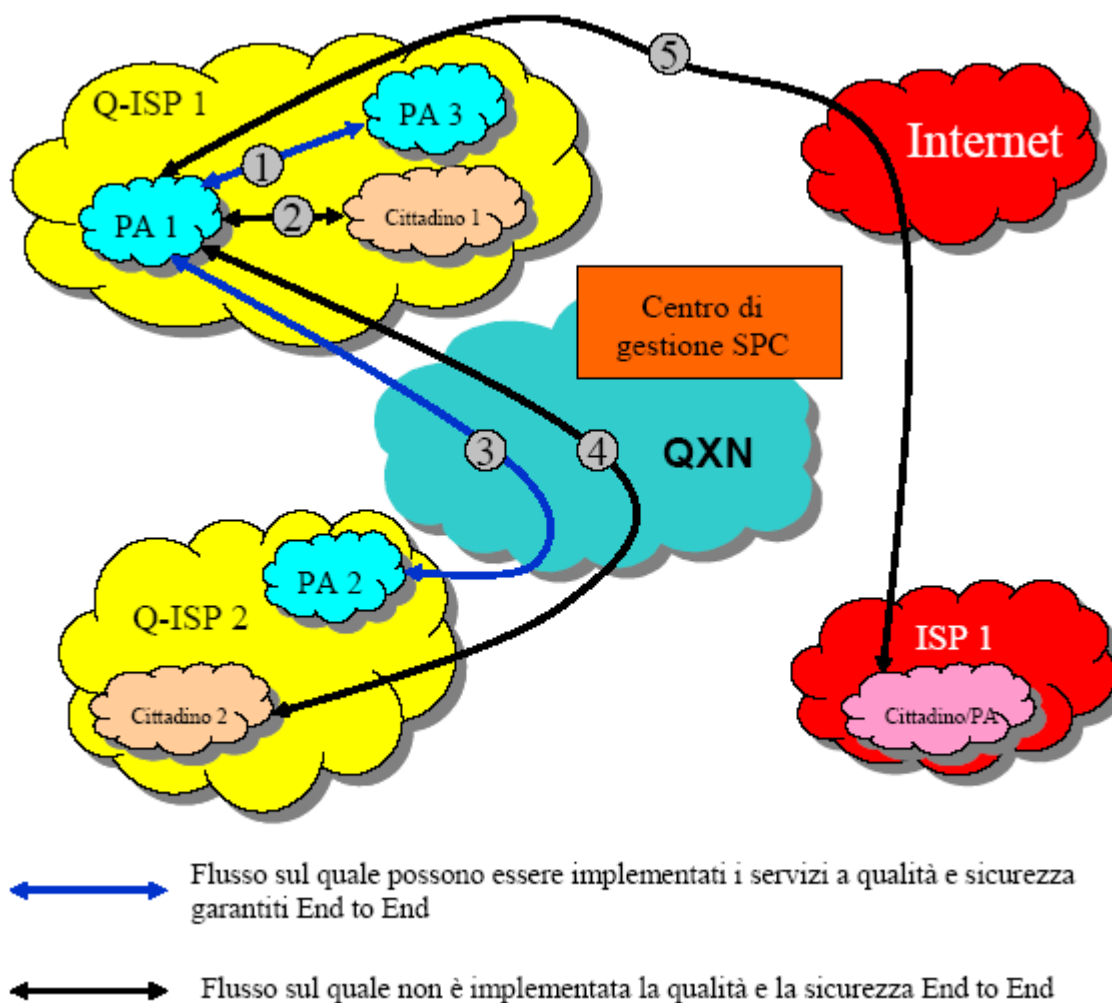 5
Q-ISP 1
PA 3
Internet
1
PA 1
2
Cittadino 1
Centro di
gestione SPC
3
4
QXN
PA 2
Q-ISP 2
ISP 1
Cittadino 2
Cittadino/PA
Flusso sul quale possono essere implementati i servizi a qualità e sicurezza
garantiti End to End
Flusso sul quale non è implementata la qualità e la sicurezza End to End